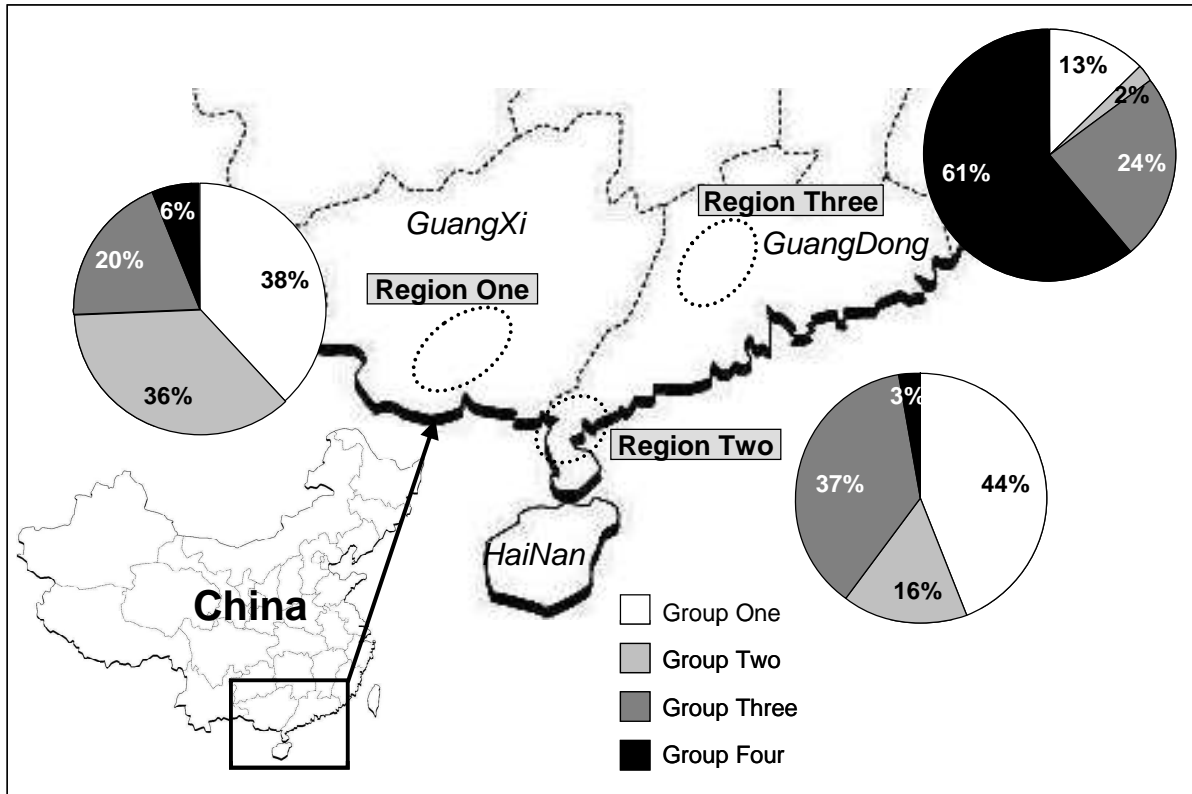 13%
2%
24%
61%
Region Three
GuangDong
GuangXi
Region One
6%
20%
38%
36%
Region Two
3%
37%
44%
16%
HaiNan
China
Group One
Group Two
Group Three
Group Four